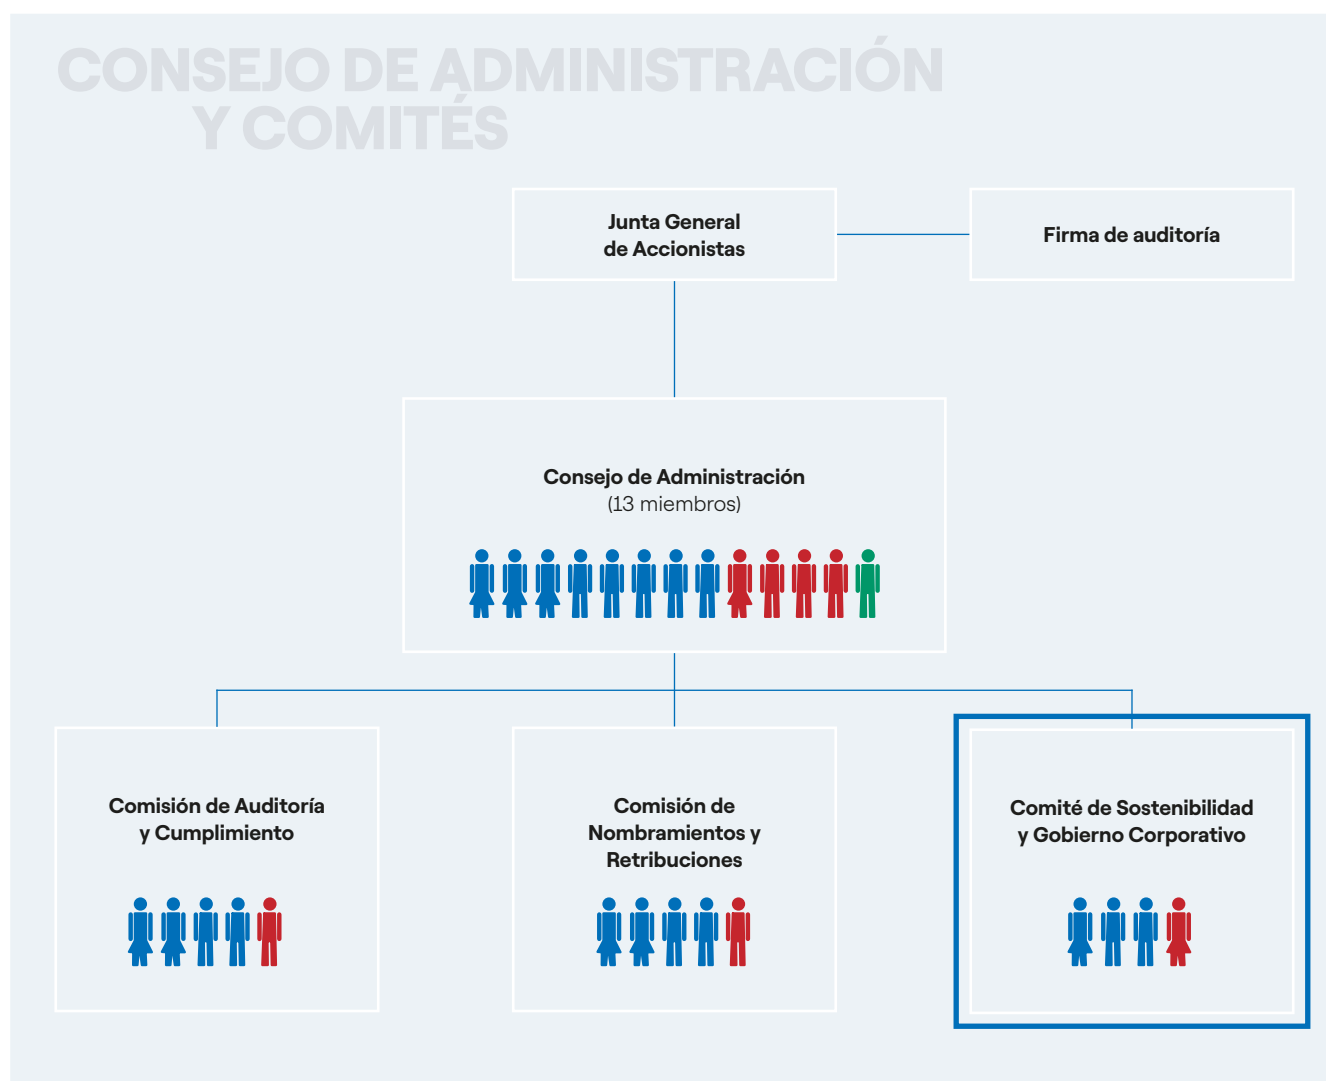 CONSEJO DE ADMINISTRACIÓN
Y COMITÉS
Junta General
de Accionistas
Firma de auditoría
Consejo de Administración
(13 miembros)
Comisión de Auditoría
y Cumplimiento
Comisión de
Nombramientos y
Retribuciones
Comité de Sostenibilidad
y Gobierno Corporativo